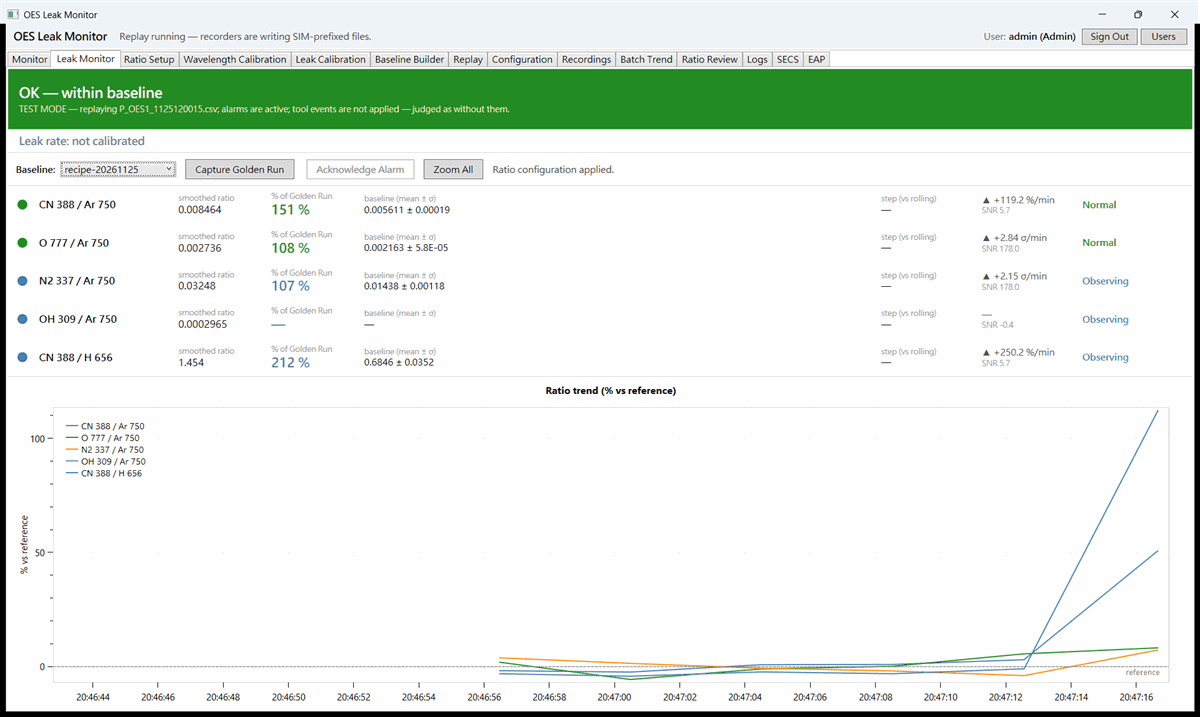 OES Leak Monitor
OES Leak Monitor Replay running — recorders are writing SIM-prefixed files. User: admin (Admin) Sign Out Users
Monitor Leak Monitor Ratio Setup Wavelength Calibration Leak Calibration Baseline Builder Replay Configuration Recordings Batch Trend Ratio Review Logs SECS EAP
OK — within baseline
TEST MODE — replaying P_OES1_1125120015.csv; alarms are active; tool events are not applied — judged as without them.
Leak rate: not calibrated
Baseline: recipe-20261125 Capture Golden Run Acknowledge Alarm Zoom All Ratio configuration applied.
CN 388 / Ar 750 smoothed ratio 0.008464 % of Golden Run 151 % baseline (mean ± σ) 0.005611 ± 0.00019 step (vs rolling) — ▲ +119.2 %/min SNR 5.7 Normal
O 777 / Ar 750 smoothed ratio 0.002736 % of Golden Run 108 % baseline (mean ± σ) 0.002163 ± 5.8E-05 step (vs rolling) — ▲ +2.84 σ/min SNR 178.0 Normal
N2 337 / Ar 750 smoothed ratio 0.03248 % of Golden Run 107 % baseline (mean ± σ) 0.01438 ± 0.00118 step (vs rolling) — ▲ +2.15 σ/min SNR 178.0 Observing
OH 309 / Ar 750 smoothed ratio 0.0002965 % of Golden Run — baseline (mean ± σ) — step (vs rolling) — — SNR -0.4 Observing
CN 388 / H 656 smoothed ratio 1.454 % of Golden Run 212 % baseline (mean ± σ) 0.6846 ± 0.0352 step (vs rolling) — ▲ +250.2 %/min SNR 5.7 Observing
Ratio trend (% vs reference)
CN 388 / Ar 750
O 777 / Ar 750
N2 337 / Ar 750
OH 309 / Ar 750
CN 388 / H 656
% vs reference
100
50
0
reference
20:46:44 20:46:46 20:46:48 20:46:50 20:46:52 20:46:54 20:46:56 20:46:58 20:47:00 20:47:02 20:47:04 20:47:06 20:47:08 20:47:10 20:47:12 20:47:14 20:47:16